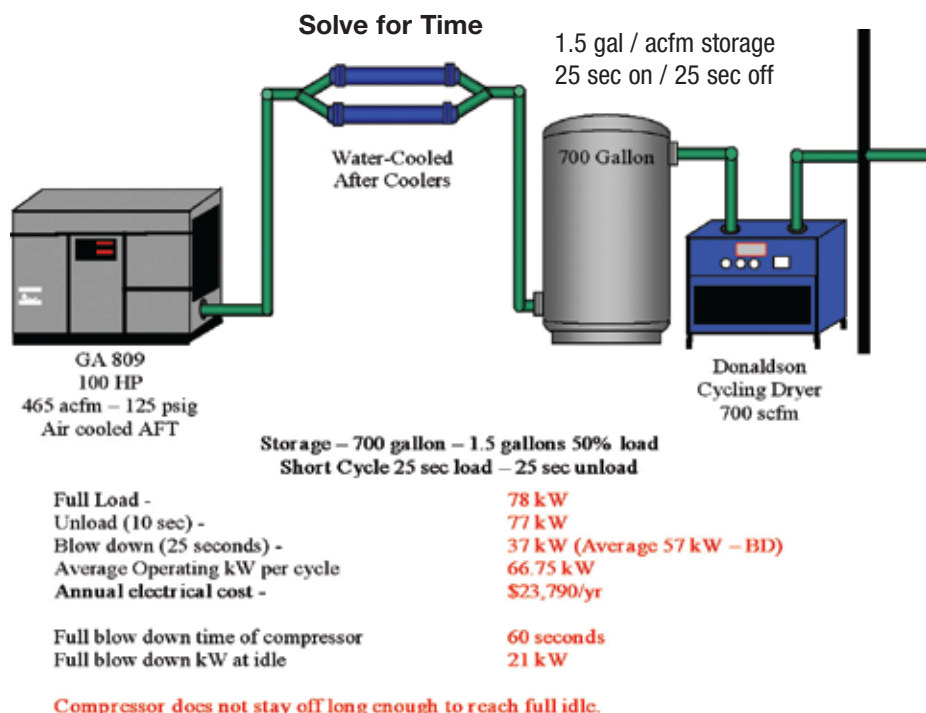 Solve for Time
1.5 gal / acfm storage
25 sec on / 25 sec off
Water-Cooled
After Coolers
700 Gallon
GA 809
100 HP
465 acfm – 125 psig
Air cooled AFT
Donaldson
Cycling Dryer
700 scfm
Storage – 700 gallon – 1.5 gallons 50% load
Short Cycle 25 sec load – 25 sec unload
Full Load - 78 kW
Unload (10 sec) - 77 kW
Blow down (25 seconds) - 37 kW (Average 57 kW – BD)
Average Operating kW per cycle 66.75 kW
Annual electrical cost - $23,790/yr
Full blow down time of compressor 60 seconds
Full blow down kW at idle 21 kW
Compressor does not stay off long enough to reach full idle.